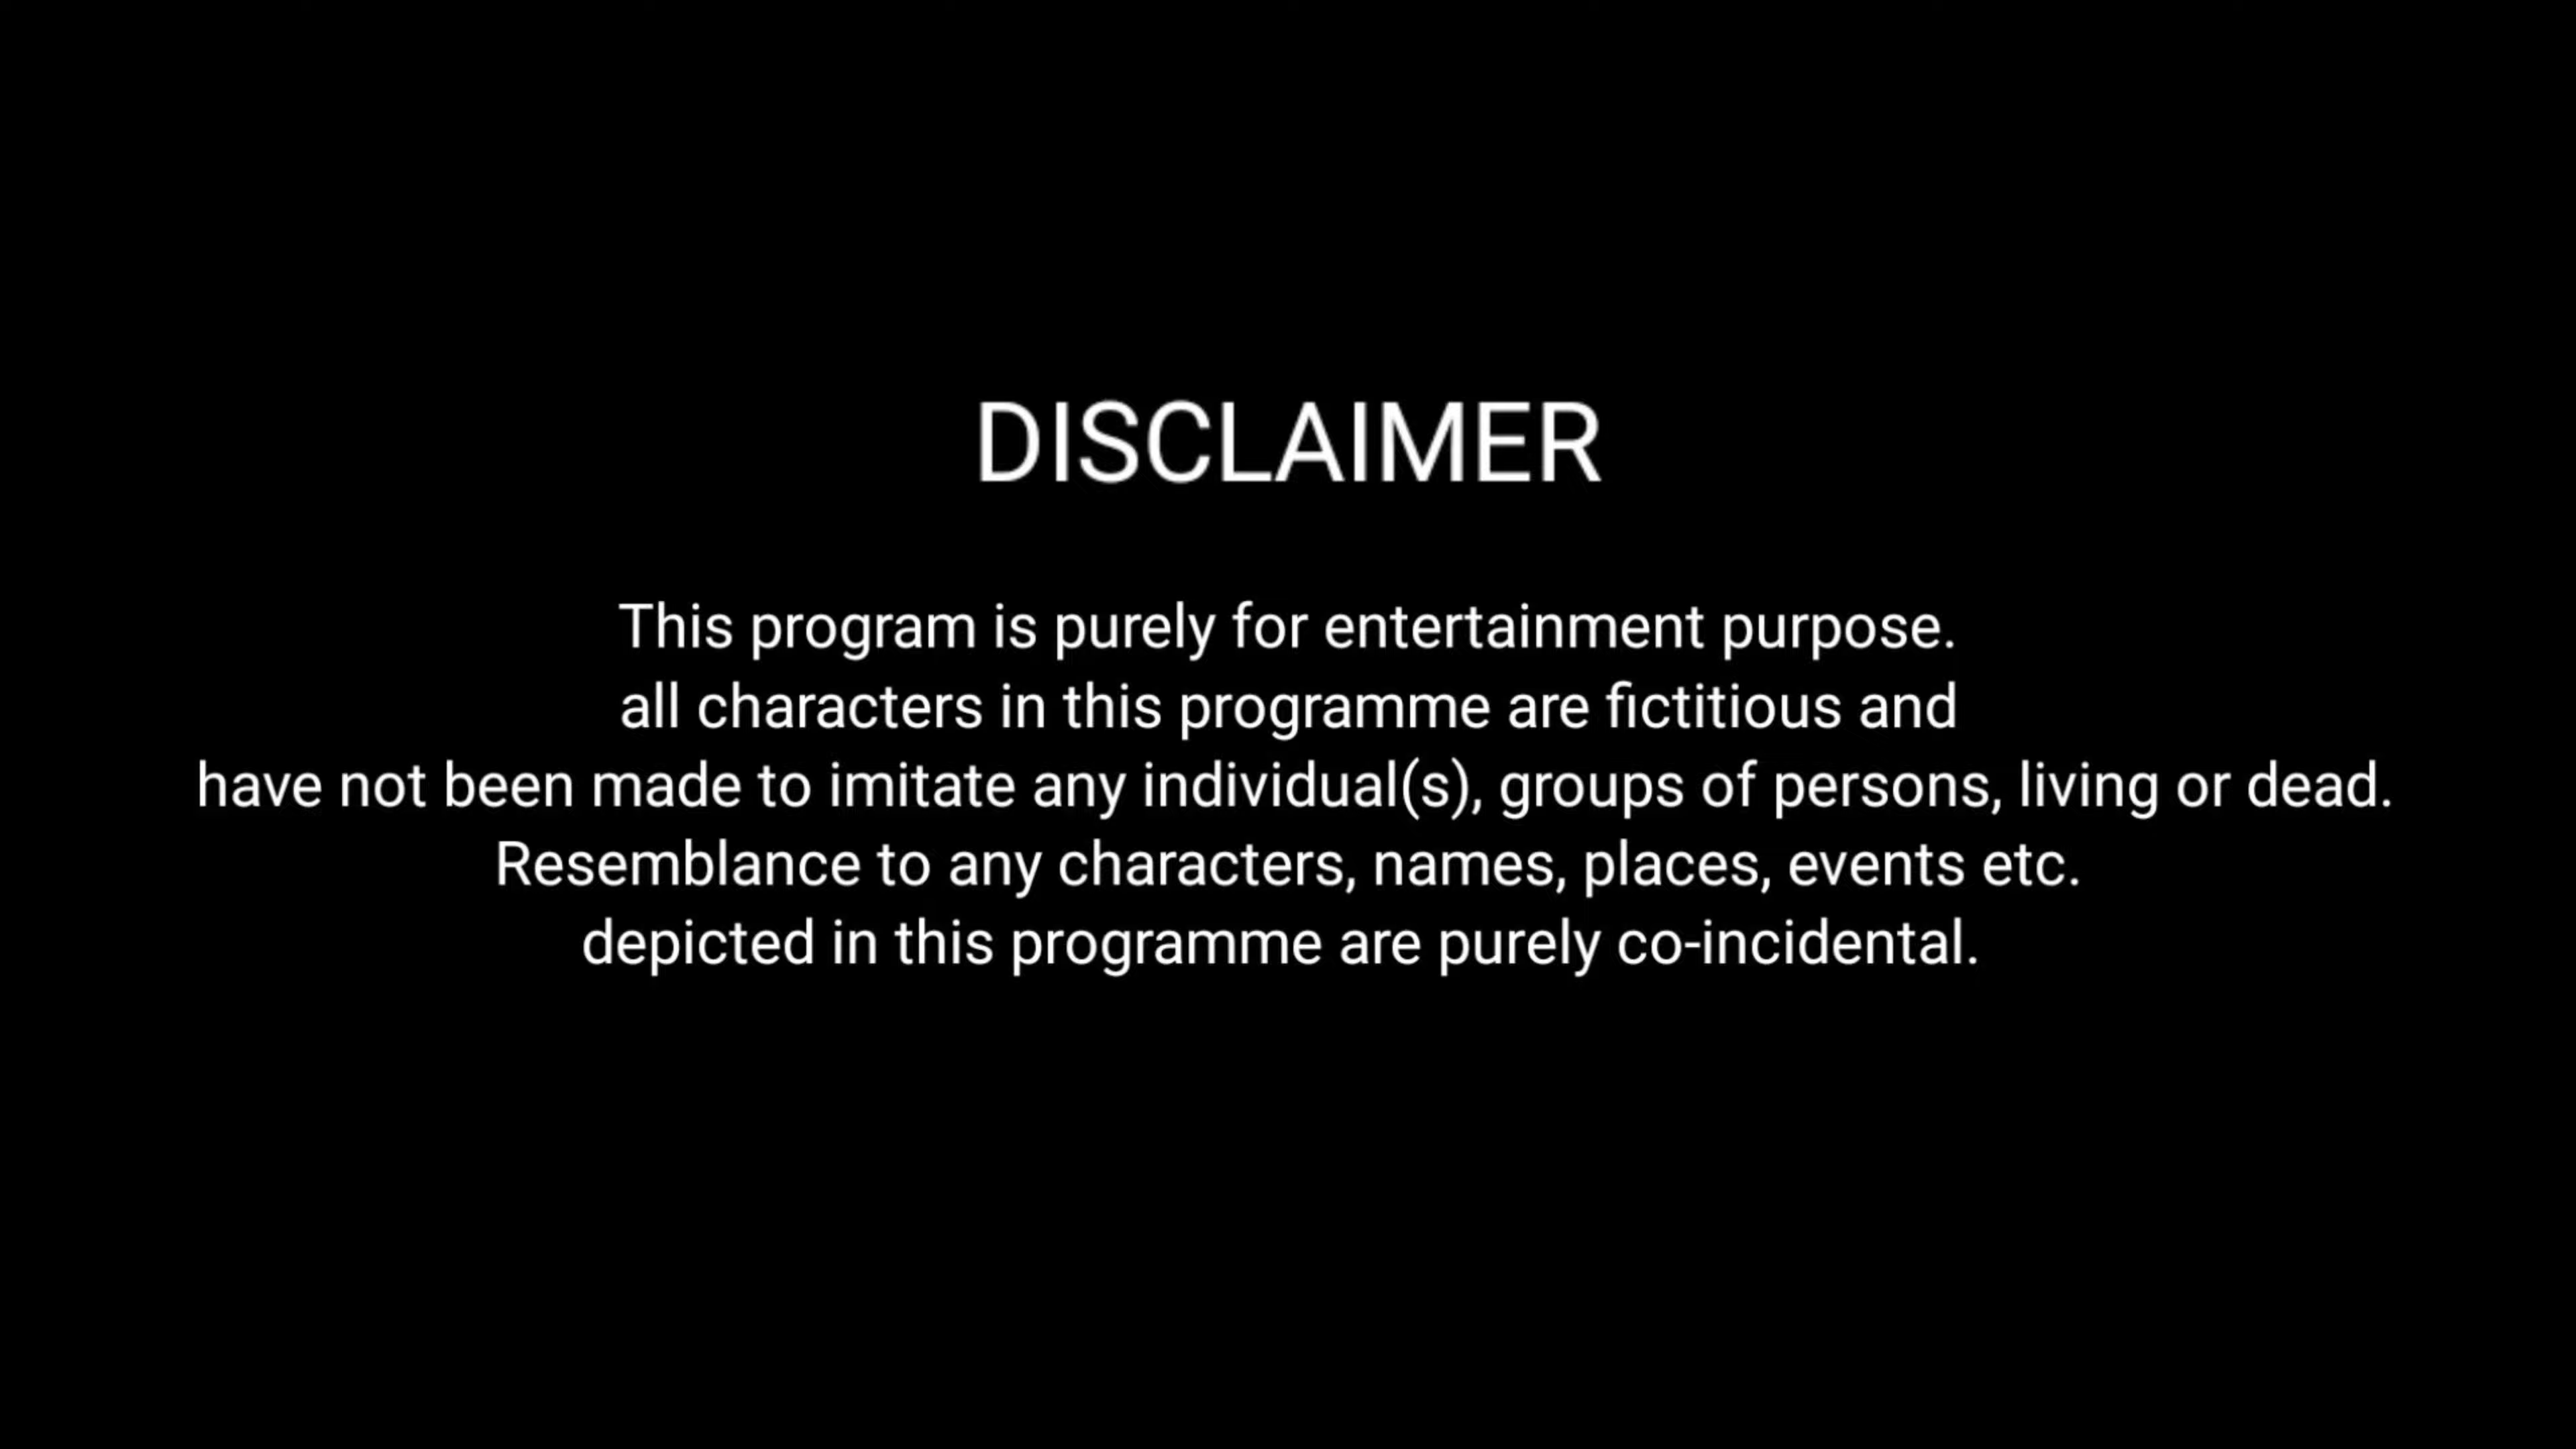 DISCLAIMER
This program is purely for entertainment purpose.
all characters in this programme are fictitious and
have not been made to imitate any individual(s), groups of persons, living or dead.
Resemblance to any characters, names, places, events etc.
depicted in this programme are purely co-incidental.